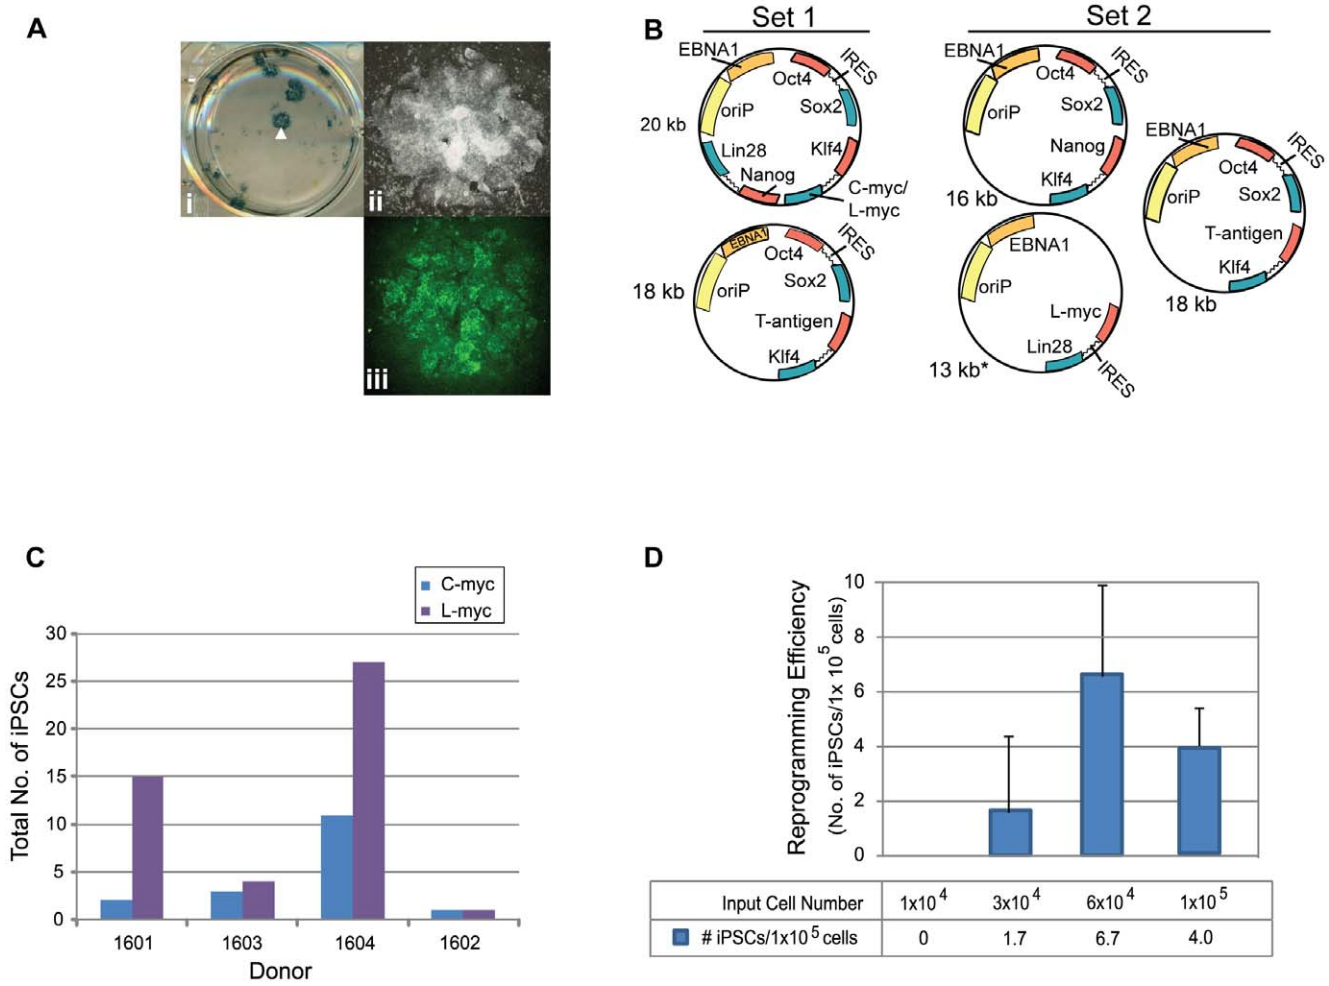 A
i
ii
iii
B
Set 1
Set 2
EBNA1
Oct4
IRES
oriP
Sox2
20 kb
Lin28
Klf4
Nanog
C-myc/
L-myc
EBNA1
Oct4
IRES
18 kb
oriP
Sox2
T-antigen
Klf4
EBNA1
Oct4
IRES
oriP
Sox2
Nanog
Klf4
16 kb
EBNA1
oriP
L-myc
Lin28
IRES
13 kb*
EBNA1
Oct4
IRES
oriP
Sox2
T-antigen
Klf4
18 kb
C
C-myc
L-myc
Total No. of iPSCs
30
25
20
15
10
5
0
1601 1603 1604 1602
Donor
D
Reprogramming Efficiency
(No. of iPSCs/1x 10^5 cells)
10
8
6
4
2
0
Input Cell Number 1x10^4 3x10^4 6x10^4 1x10^5
# iPSCs/1x10^5 cells 0 1.7 6.7 4.0